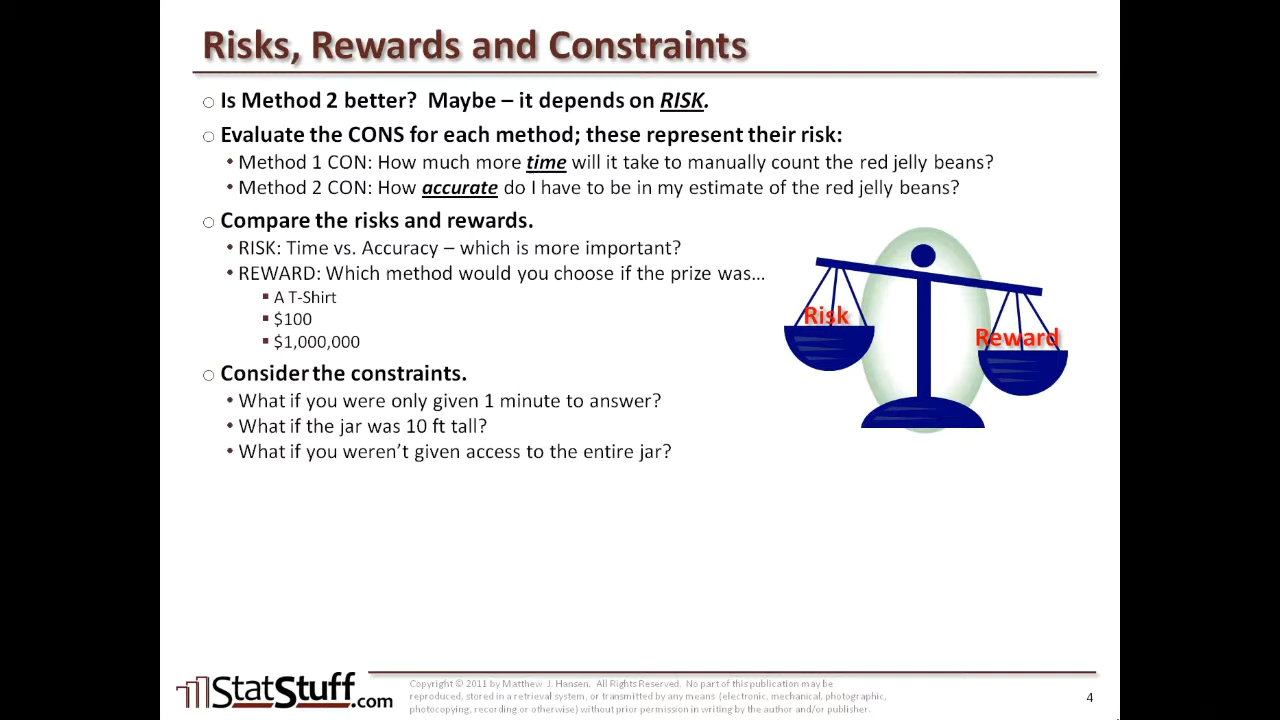 Risks, Rewards and Constraints
Is Method 2 better? Maybe – it depends on RISK.
Evaluate the CONS for each method; these represent their risk:
• Method 1 CON: How much more time will it take to manually count the red jelly beans?
• Method 2 CON: How accurate do I have to be in my estimate of the red jelly beans?
Compare the risks and rewards.
• RISK: Time vs. Accuracy – which is more important?
• REWARD: Which method would you choose if the prize was…
▪ A T-Shirt
▪ $100
▪ $1,000,000
Risk
Reward
Consider the constraints.
• What if you were only given 1 minute to answer?
• What if the jar was 10 ft tall?
• What if you weren’t given access to the entire jar?
StatStuff.com
Copyright © 2011 by Matthew J. Hansen. All Rights Reserved. No part of this publication may be
reproduced, stored in a retrieval system, or transmitted by any means (electronic, mechanical, photographic,
photocopying, recording or otherwise) without prior permission in writing by the author and/or publisher.
4